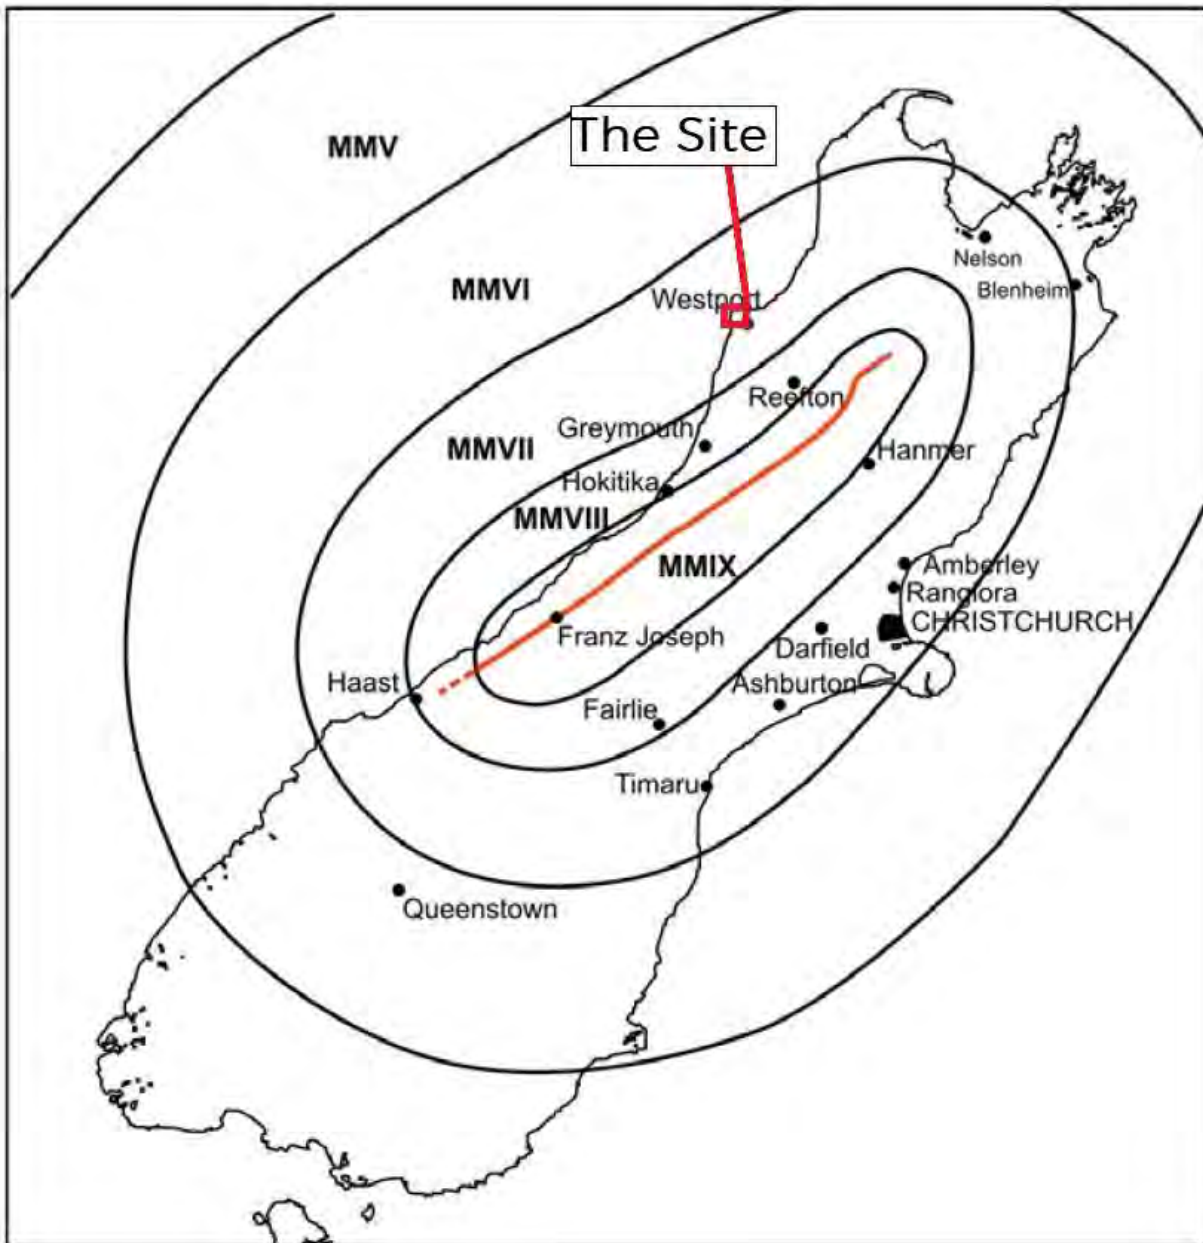 The Site
MMV
Nelson
MMVI
Blenheim
Westport
Reefton
Greymouth
MMVII
Hanmer
Hokitika
MMVIII
MMIX
Amberley
Rangiora
CHRISTCHURCH
Franz Joseph
Darfield
Haast
Ashburton
Fairlie
Timaru
Queenstown